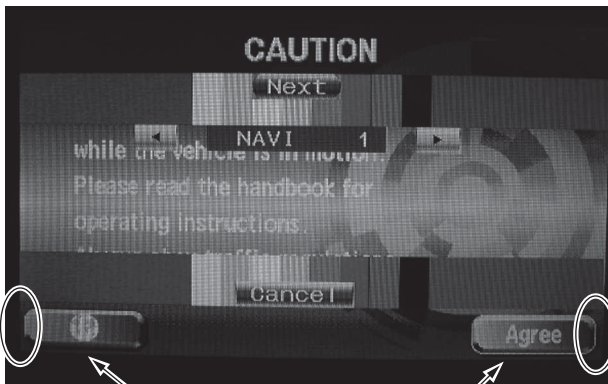 CAUTION
Next
NAVI 1
while the vehicle is in motion.
Please read the handbook for
operating instructions.
Cancel
Agree